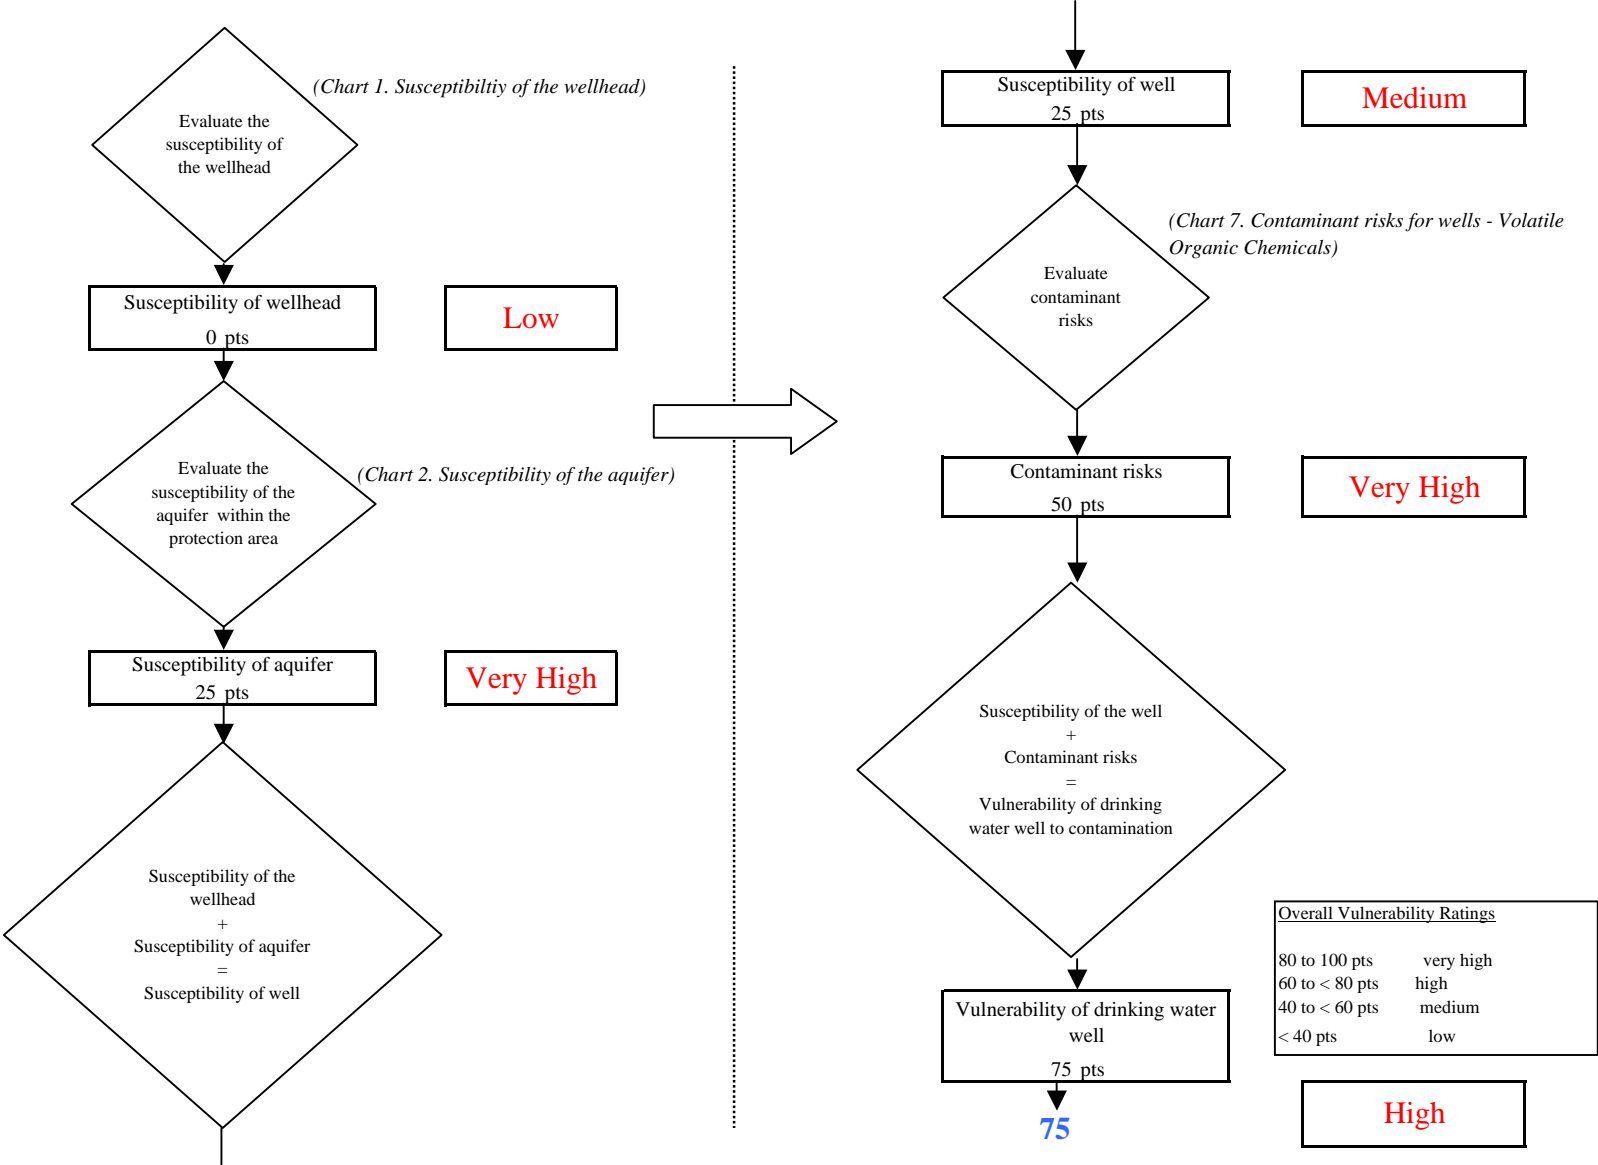 (Chart 1. Susceptibiltiy of the wellhead)
Evaluate the
susceptibility of
the wellhead
Susceptibility of wellhead
0 pts
Low
(Chart 2. Susceptibility of the aquifer)
Evaluate the
susceptibility of the
aquifer within the
protection area
Susceptibility of aquifer
25 pts
Very High
Susceptibility of the
wellhead
+
Susceptibility of aquifer
=
Susceptibility of well
Susceptibility of well
25 pts
Medium
(Chart 7. Contaminant risks for wells - Volatile
Organic Chemicals)
Evaluate
contaminant
risks
Contaminant risks
50 pts
Very High
Susceptibility of the well
+
Contaminant risks
=
Vulnerability of drinking
water well to contamination
Overall Vulnerability Ratings
80 to 100 pts very high
60 to < 80 pts high
40 to < 60 pts medium
< 40 pts low
Vulnerability of drinking water
well
75 pts
75
High